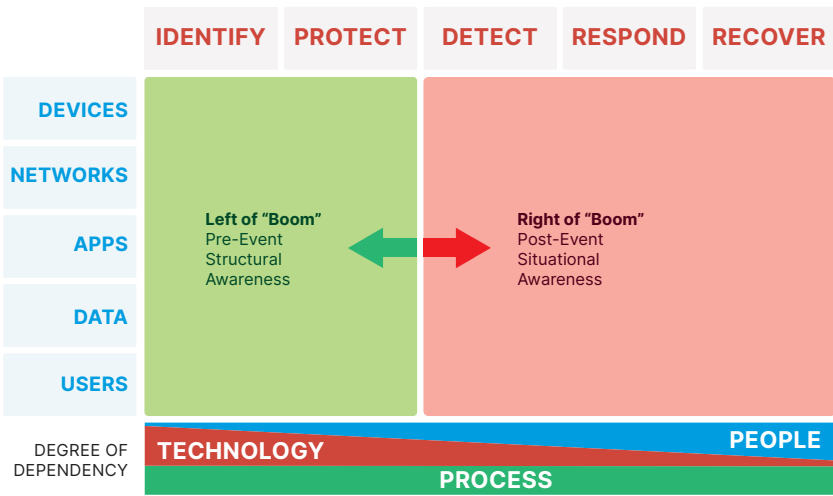 IDENTIFY PROTECT DETECT RESPOND RECOVER
DEVICES
NETWORKS
APPS
DATA
USERS
Left of “Boom”
Pre-Event
Structural
Awareness
Right of “Boom”
Post-Event
Situational
Awareness
DEGREE OF
DEPENDENCY
TECHNOLOGY
PEOPLE
PROCESS